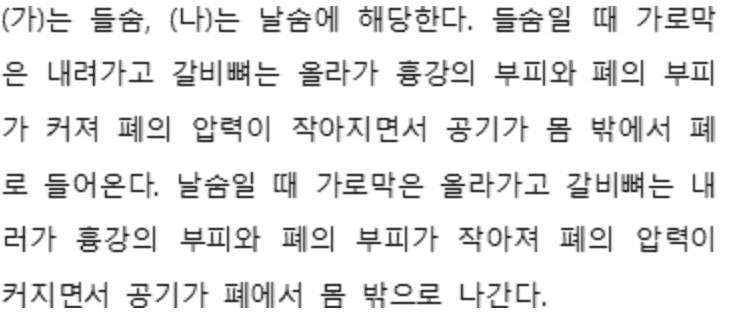 (가)는 들숨, (나)는 날숨에 해당한다. 들숨일 때 가로막
은 내려가고 갈비뼈는 올라가 흉강의 부피와 폐의 부피
가 커져 폐의 압력이 작아지면서 공기가 몸 밖에서 폐
로 들어온다. 날숨일 때 가로막은 올라가고 갈비뼈는 내
려가 흉강의 부피와 폐의 부피가 작아져 폐의 압력이
커지면서 공기가 폐에서 몸 밖으로 나간다.